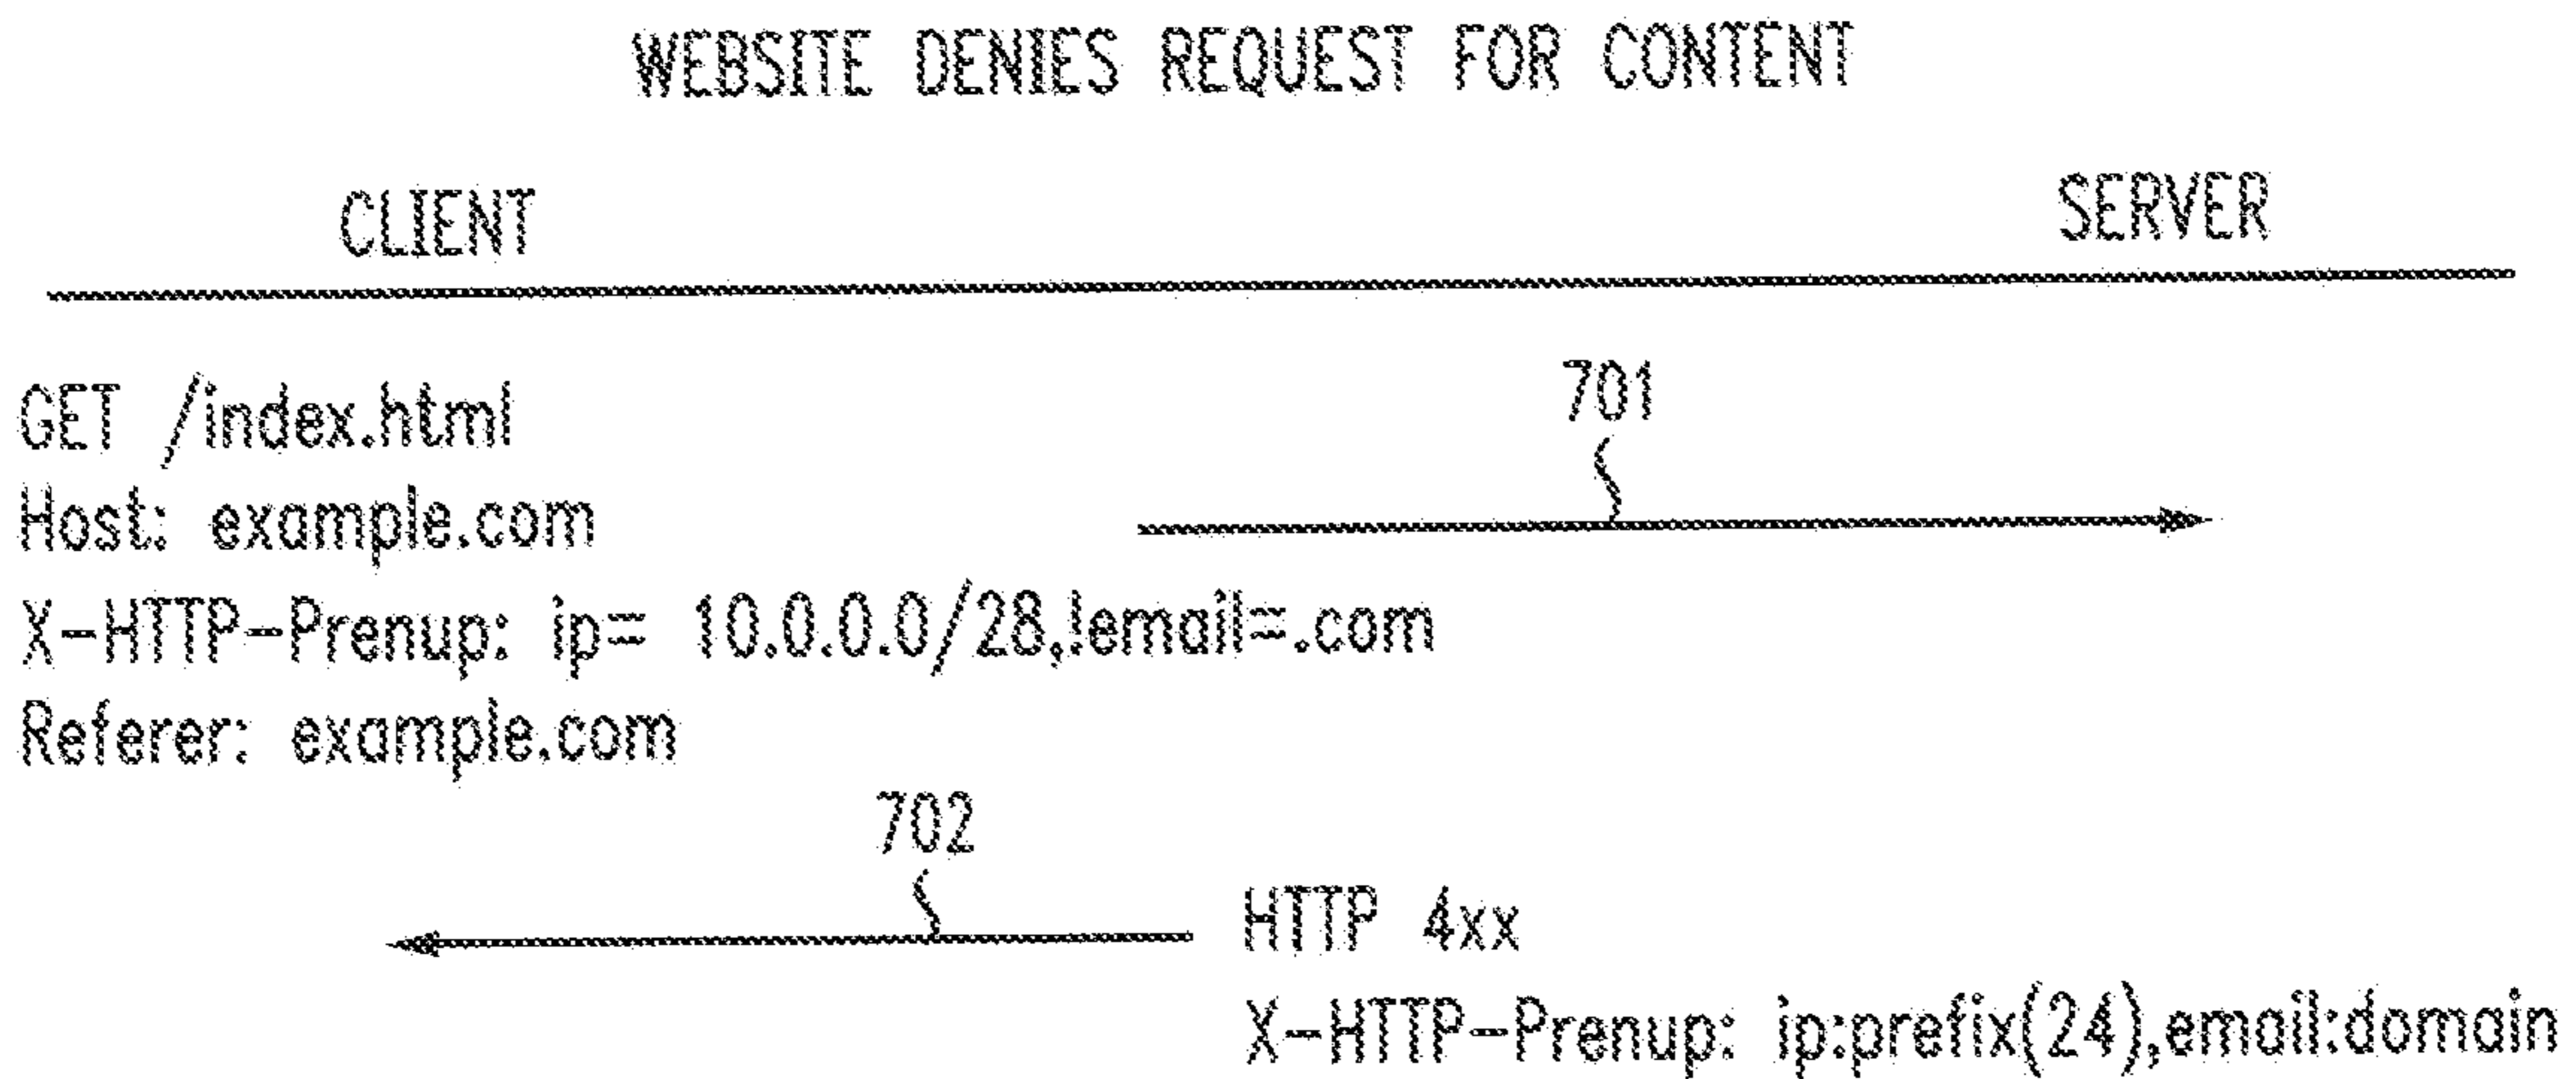 WEBSITE DENIES REQUEST FOR CONTENT
CLIENT
SERVER
GET /index.html
701
Host: example.com
X-HTTP-Prenup: ip= 10.0.0.0/28,!email=.com
Referer: example.com
702
HTTP 4xx
X-HTTP-Prenup: ip:prefix(24),email:domain